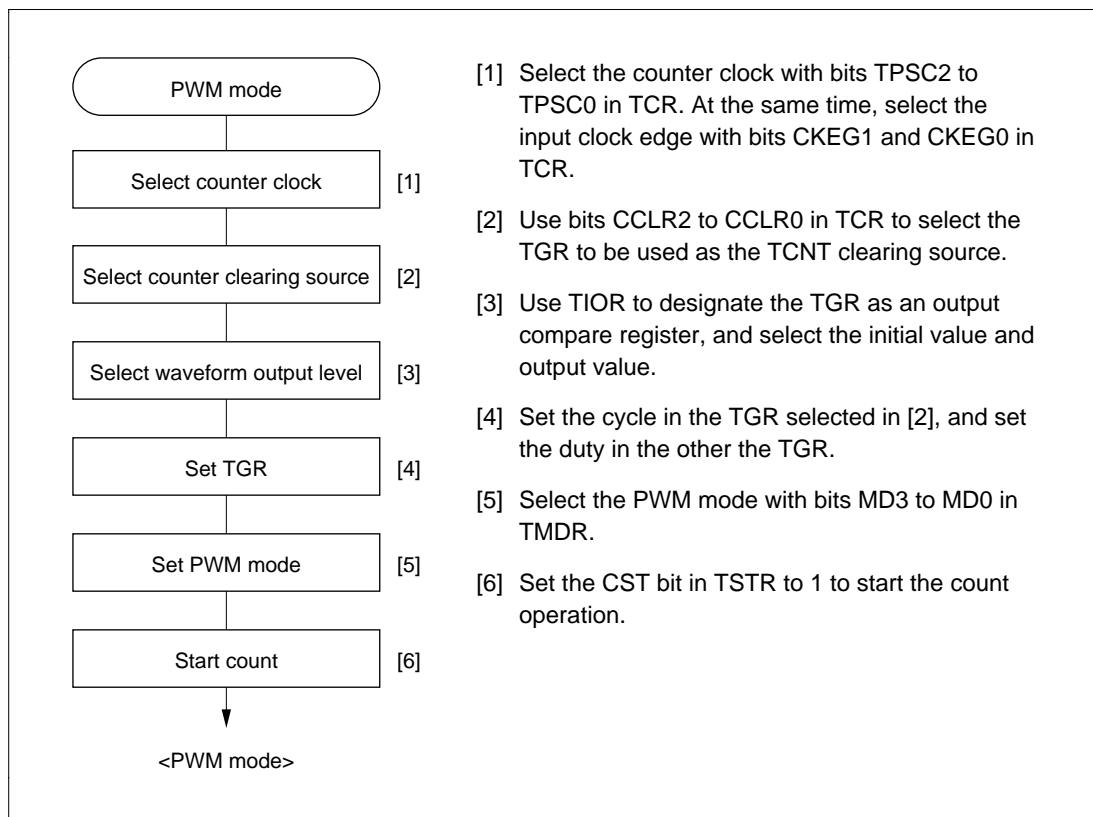 PWM mode
Select counter clock
[1]
Select counter clearing source
[2]
Select waveform output level
[3]
Set TGR
[4]
Set PWM mode
[5]
Start count
[6]
<PWM mode>
[1] Select the counter clock with bits TPSC2 to
TPSC0 in TCR. At the same time, select the
input clock edge with bits CKEG1 and CKEG0 in
TCR.
[2] Use bits CCLR2 to CCLR0 in TCR to select the
TGR to be used as the TCNT clearing source.
[3] Use TIOR to designate the TGR as an output
compare register, and select the initial value and
output value.
[4] Set the cycle in the TGR selected in [2], and set
the duty in the other the TGR.
[5] Select the PWM mode with bits MD3 to MD0 in
TMDR.
[6] Set the CST bit in TSTR to 1 to start the count
operation.